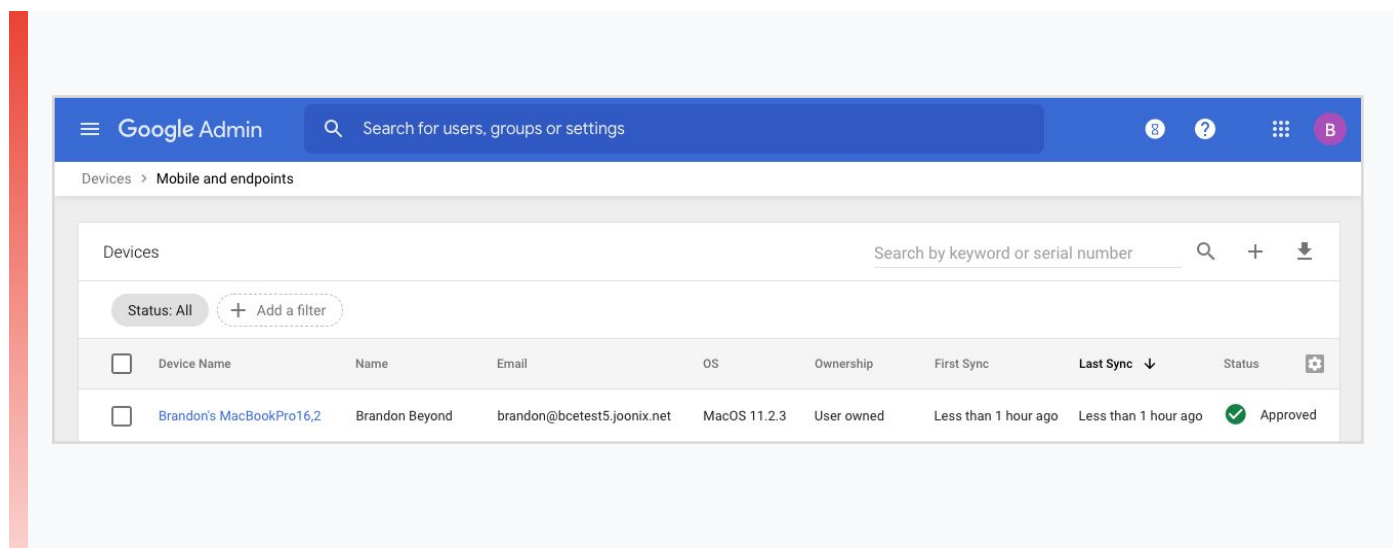 Google Admin Search for users, groups or settings 8 ? B
Devices > Mobile and endpoints
Devices Search by keyword or serial number
Status: All + Add a filter
Device Name Name Email OS Ownership First Sync Last Sync ↓ Status
Brandon's MacBookPro16,2 Brandon Beyond brandon@bcetest5.joonix.net MacOS 11.2.3 User owned Less than 1 hour ago Less than 1 hour ago Approved